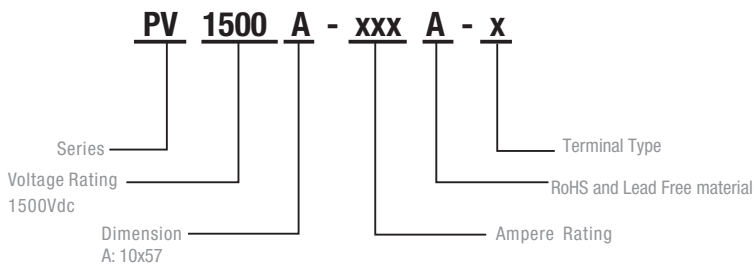 PV 1500 A - xxx A - x
Series
Terminal Type
Voltage Rating
1500Vdc
RoHS and Lead Free material
Dimension
A: 10x57
Ampere Rating